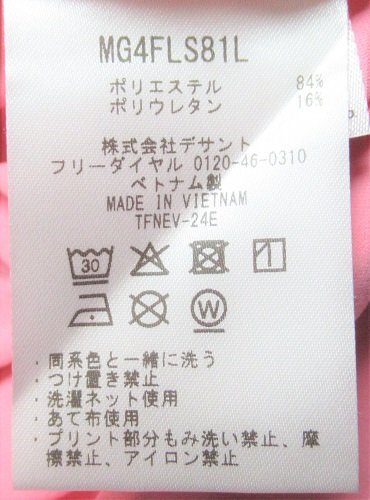 MG4FLS81L
ポリエステル 84%
ポリウレタン 16%
株式会社デサント
フリーダイヤル 0120-46-0310
ベトナム製
MADE IN VIETNAM
TFNEV-24E
30
W
・同系色と一緒に洗う
・つけ置き禁止
・洗濯ネット使用
・あて布使用
・プリント部分もみ洗い禁止、摩
擦禁止、アイロン禁止